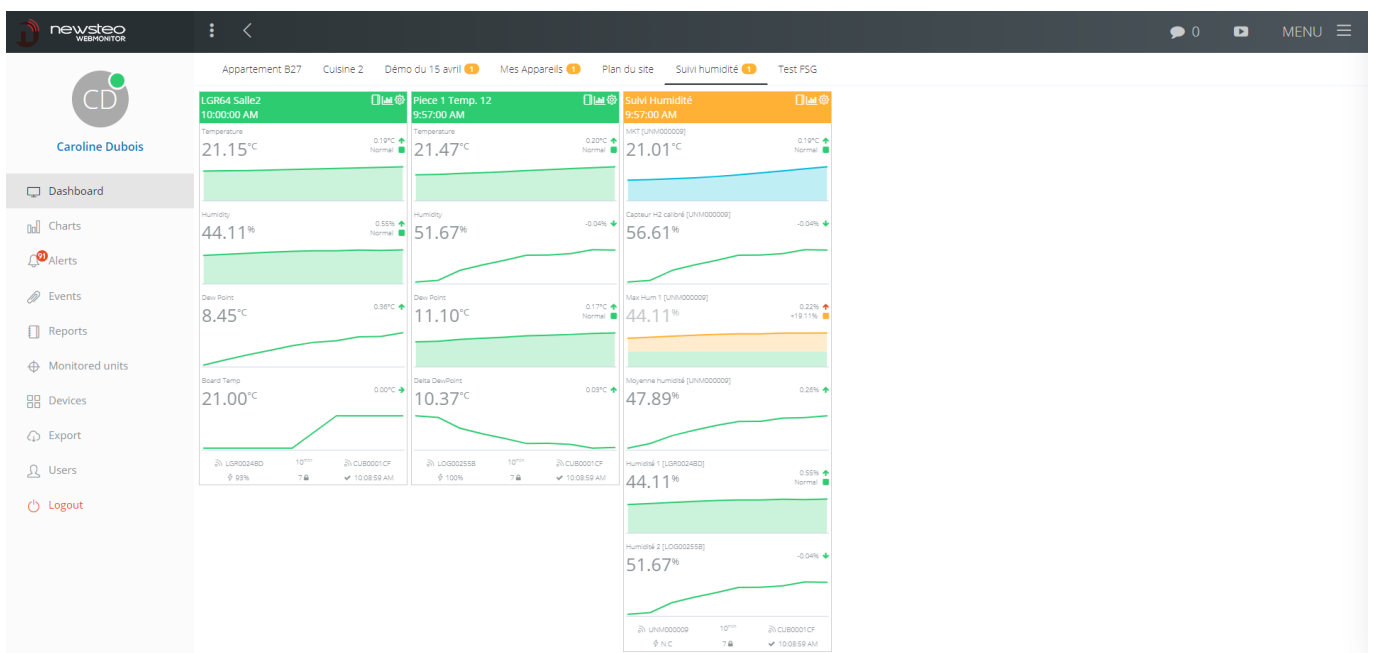 newsteo
WEBMONITOR
0
MENU
CD
Caroline Dubois
Dashboard
Charts
91
Alerts
Events
Reports
Monitored units
Devices
Export
Users
Logout
Appartement B27 Cuisine 2 Démo du 15 avril 1 Mes Appareils 1 Plan du site Suivi humidité 1 Test FSG
LGR64 Salle2
10:00:00 AM
Temperature
0.19°C
21.15°C
Normal
Humidity
0.55%
44.11%
Normal
Dew Point
0.36°C
8.45°C
Board Temp
0.00°C
21.00°C
LGR0024BD 10min CUB0001CF
93% 7 10:08:59 AM
Piece 1 Temp. 12
9:57:00 AM
Temperature
0.20°C
21.47°C
Normal
Humidity
-0.04%
51.67%
Dew Point
0.17°C
11.10°C
Normal
Delta DewPoint
0.03°C
10.37°C
LOG00255B 10min CUB0001CF
100% 7 10:08:59 AM
Suivi Humidité
9:57:00 AM
MKT [UNM000009]
0.19°C
21.01°C
Normal
Capteur H2 calibré [UNM000009]
-0.04%
56.61%
Max Hum 1 [UNM000009]
0.22%
44.11%
+19.11%
Moyenne humidité [UNM000009]
0.26%
47.89%
Humidité 1 [LGR0024BD]
0.55%
44.11%
Normal
Humidité 2 [LOG00255B]
-0.04%
51.67%
UNM000009 10min CUB0001CF
N.C 7 10:08:59 AM